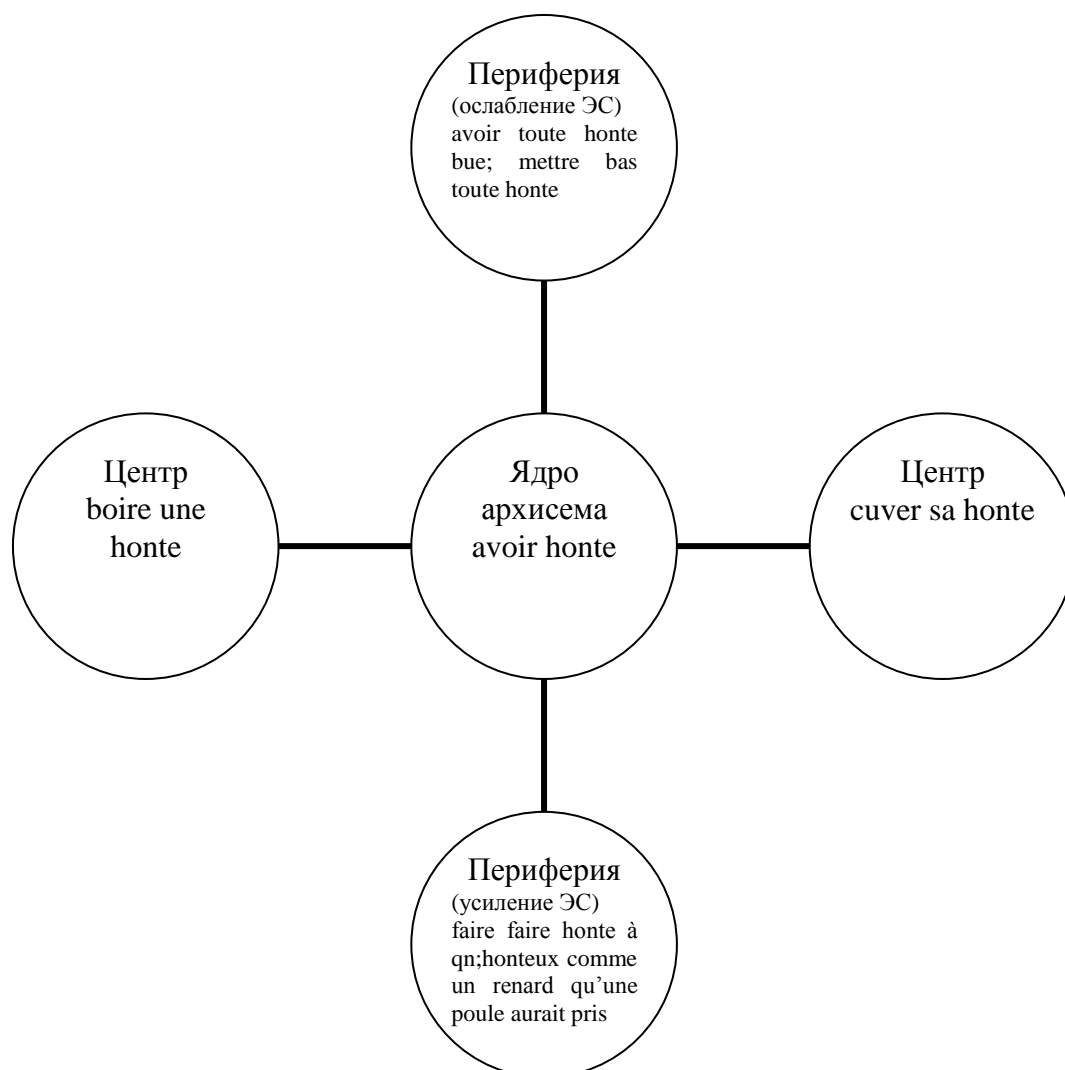 Периферия
(ослабление ЭС)
avoir toute honte
bue; mettre bas
toute honte
Центр
boire une
honte
Ядро
архисема
avoir honte
Центр
cuver sa honte
Периферия
(усиление ЭС)
faire faire honte à
qn;honteux comme
un renard qu’une
poule aurait pris